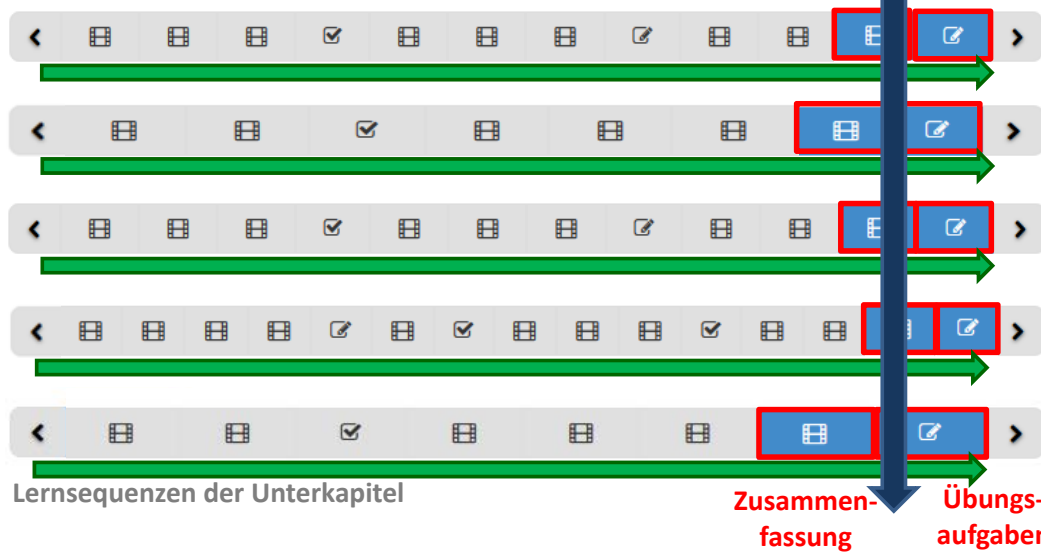 Lernsequenzen der Unterkapitel
Zusammen-
fassung
Übungs-
aufgaben